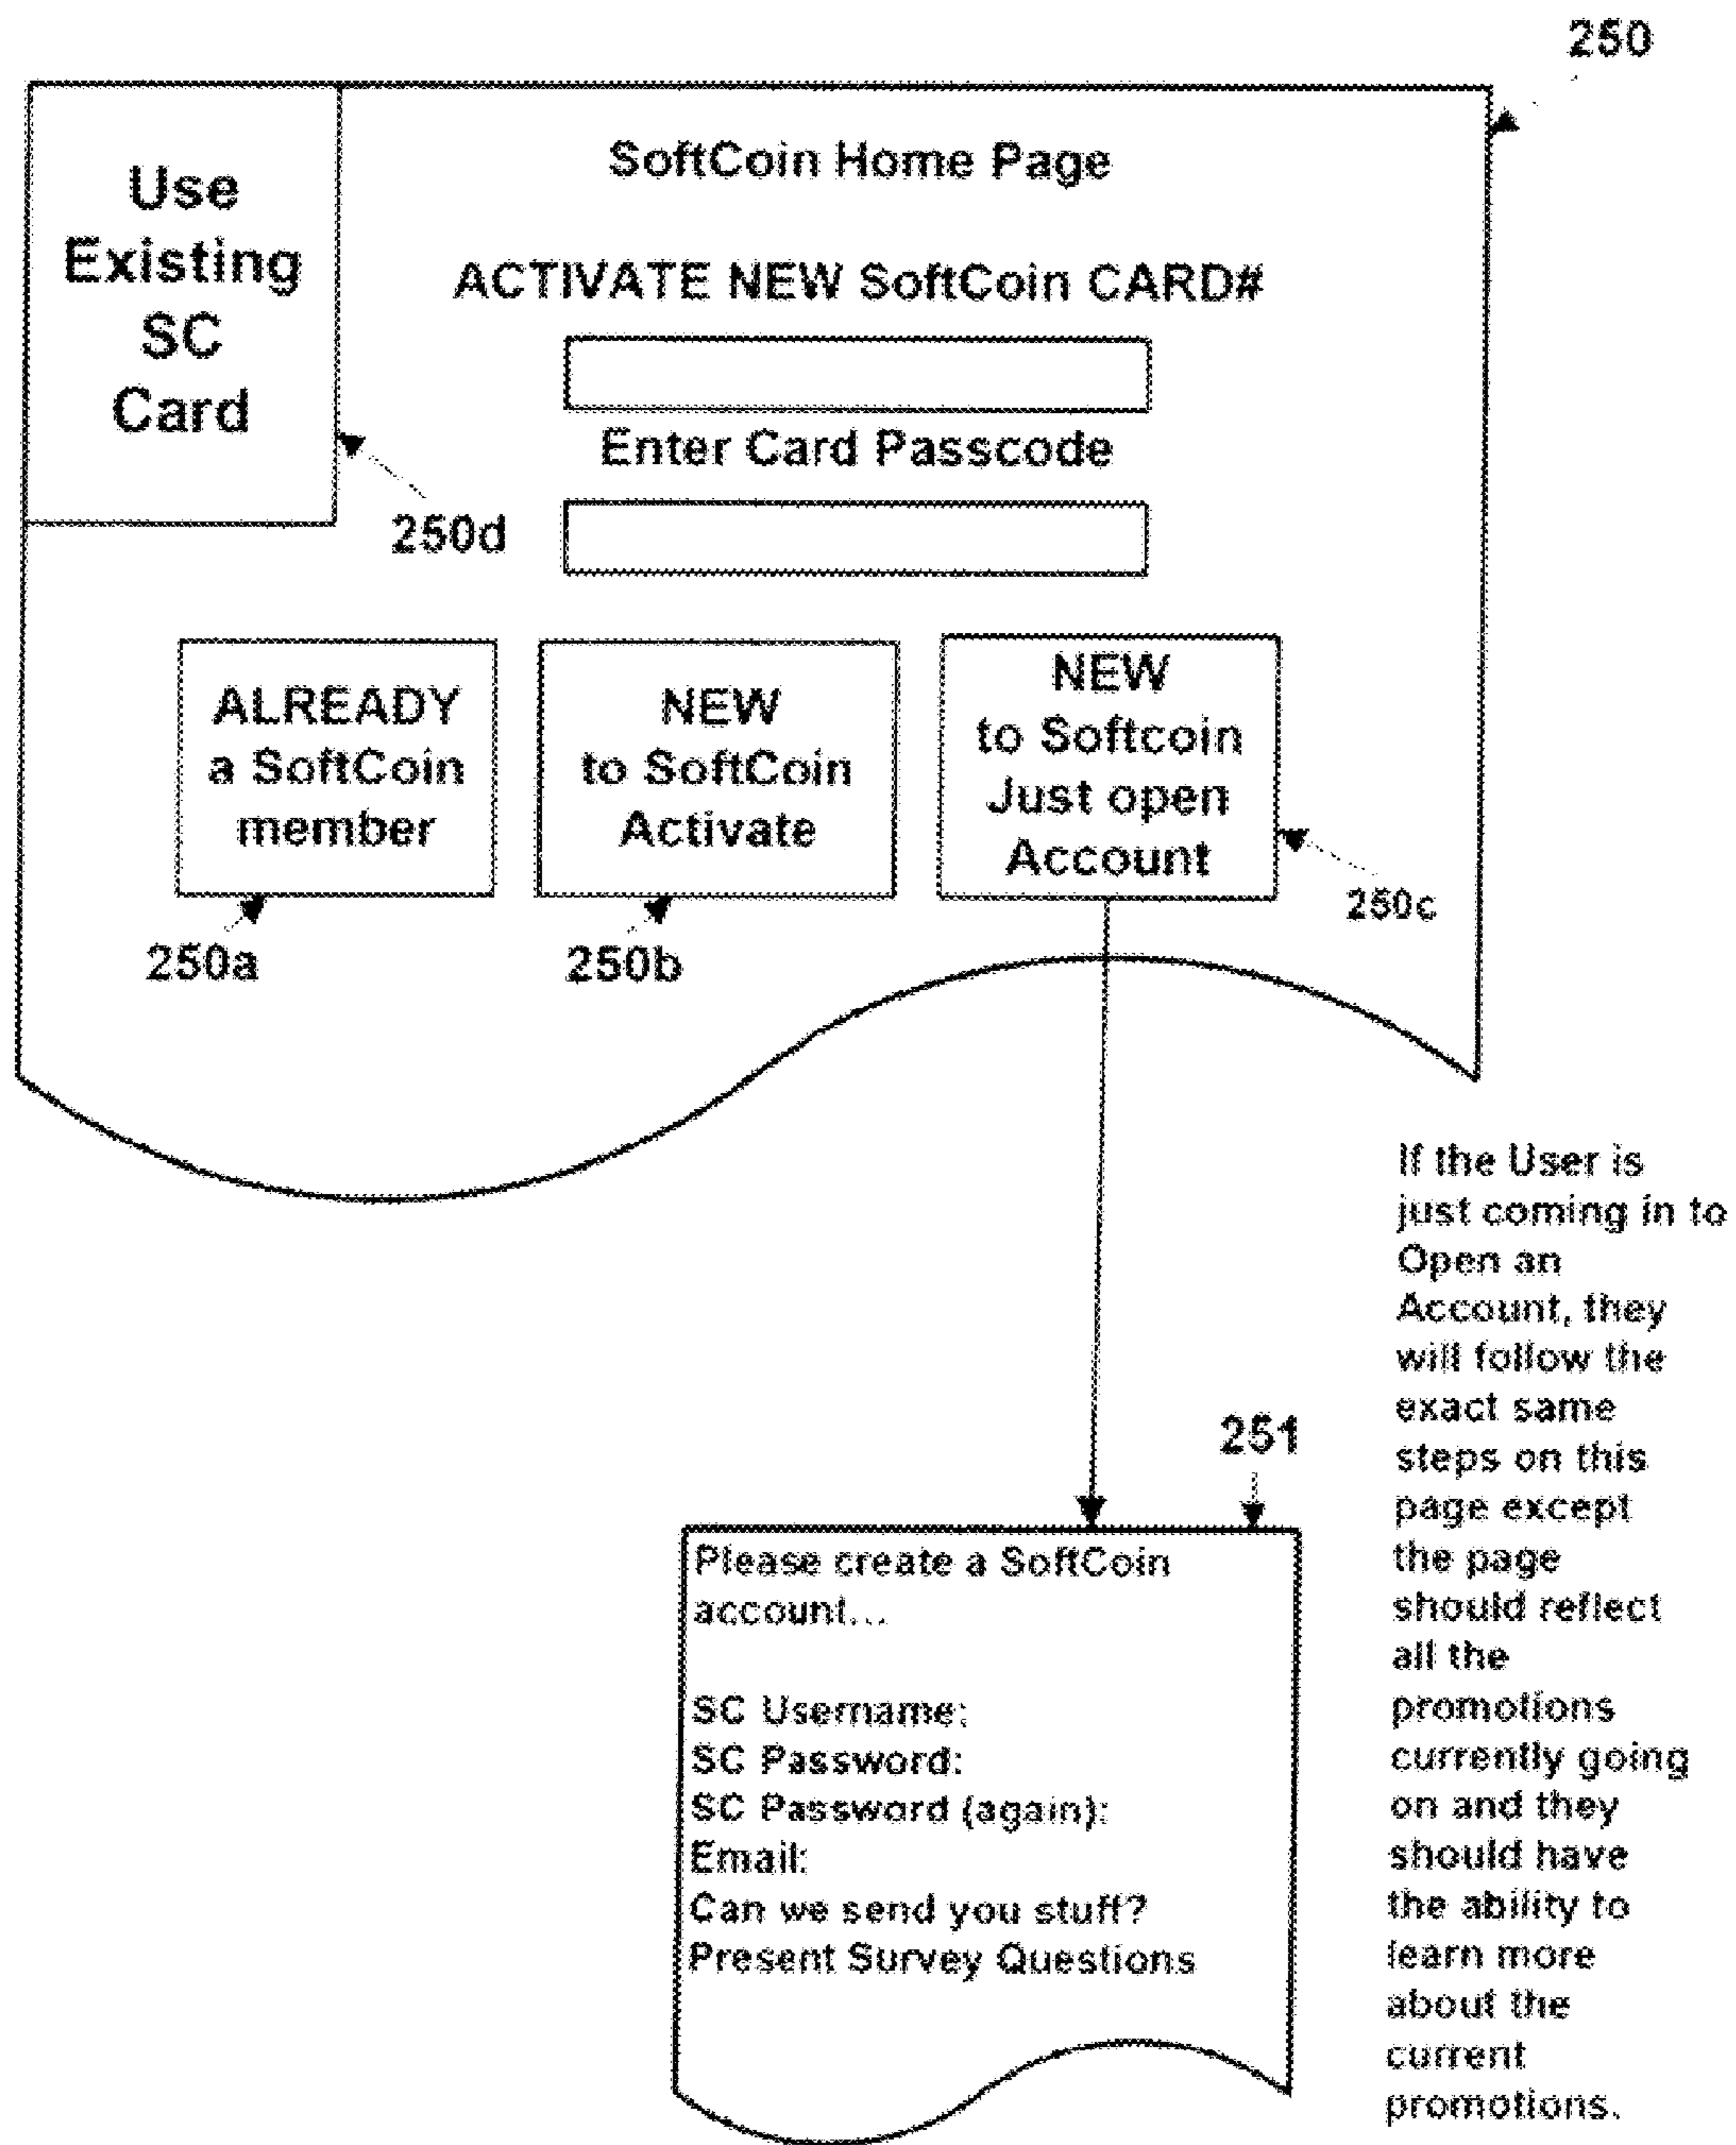 250
Use
Existing
SC
Card
250d
SoftCoin Home Page
ACTIVATE NEW SoftCoin CARD#
Enter Card Passcode
ALREADY
a SoftCoin
member
250a
NEW
to SoftCoin
Activate
250b
NEW
to Softcoin
Just open
Account
250c
251
Please create a SoftCoin
account...
SC Username:
SC Password:
SC Password (again):
Email:
Can we send you stuff?
Present Survey Questions
If the User is
just coming in to
Open an
Account, they
will follow the
exact same
steps on this
page except
the page
should reflect
all the
promotions
currently going
on and they
should have
the ability to
learn more
about the
current
promotions.